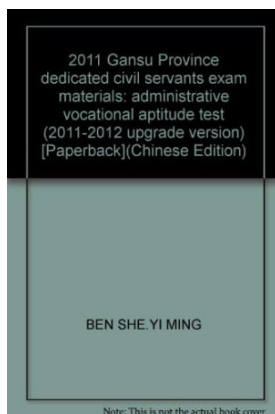 2011 Gansu Province
dedicated civil servants exam
materials: administrative
vocational aptitude test
(2011-2012 upgrade version)
[Paperback](Chinese Edition)
BEN SHE.YI MING
Note: This is not the actual book cover